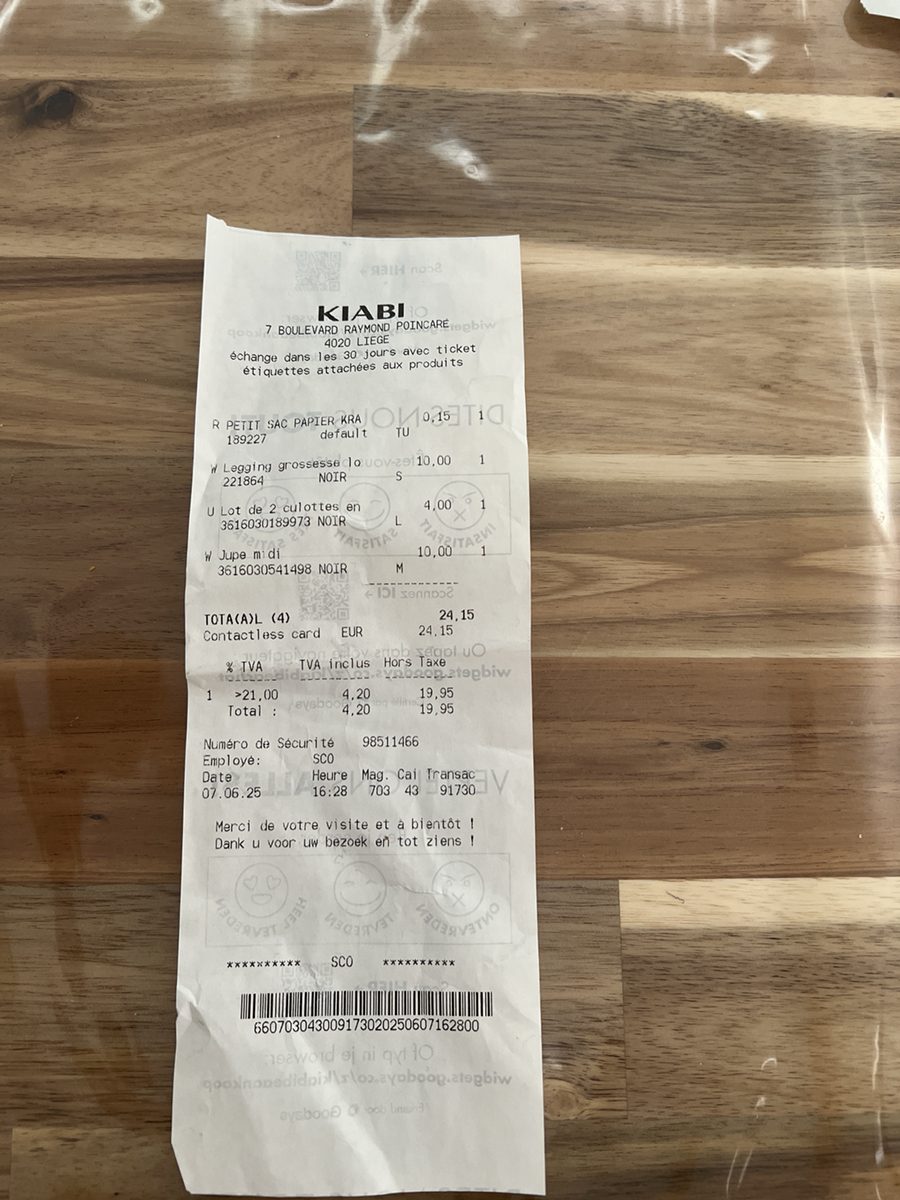 KIABI
7 BOULEVARD RAYMOND POINCARE
4020 LIEGE
échange dans les 30 jours avec ticket
étiquettes attachées aux produits
R PETIT SAC PAPIER KRA 0,15 1
189227 default TU
W Legging grossesse lo 10,00 1
221864 NOIR S
U Lot de 2 culottes en 4,00 1
3616030189973 NOIR L
W Jupe midi 10,00 1
3616030541498 NOIR M
TOTA(A)L (4) 24,15
Contactless card EUR 24,15
% TVA TVA inclus Hors Taxe
1 >21,00 4,20 19,95
Total : 4,20 19,95
Numéro de Sécurité 98511466
Employé: SCO
Date Heure Mag. Cai Transac
07.06.25 16:28 703 43 91730
Merci de votre visite et à bientôt !
Dank u voor uw bezoek en tot ziens !
********** SCO **********
660703043009173020250607162800